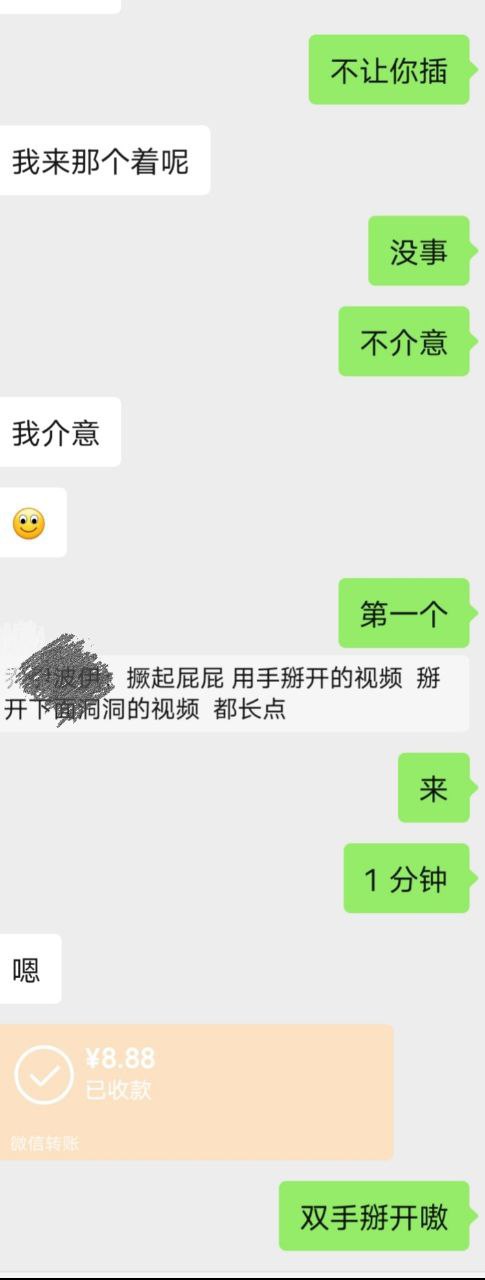 不让你插
我来那个着呢
没事
不介意
我介意
第一个
撅起屁屁 用手掰开的视频 掰
开下面洞洞的视频 都长点
来
1 分钟
嗯
¥8.88
已收款
微信转账
双手掰开嗷